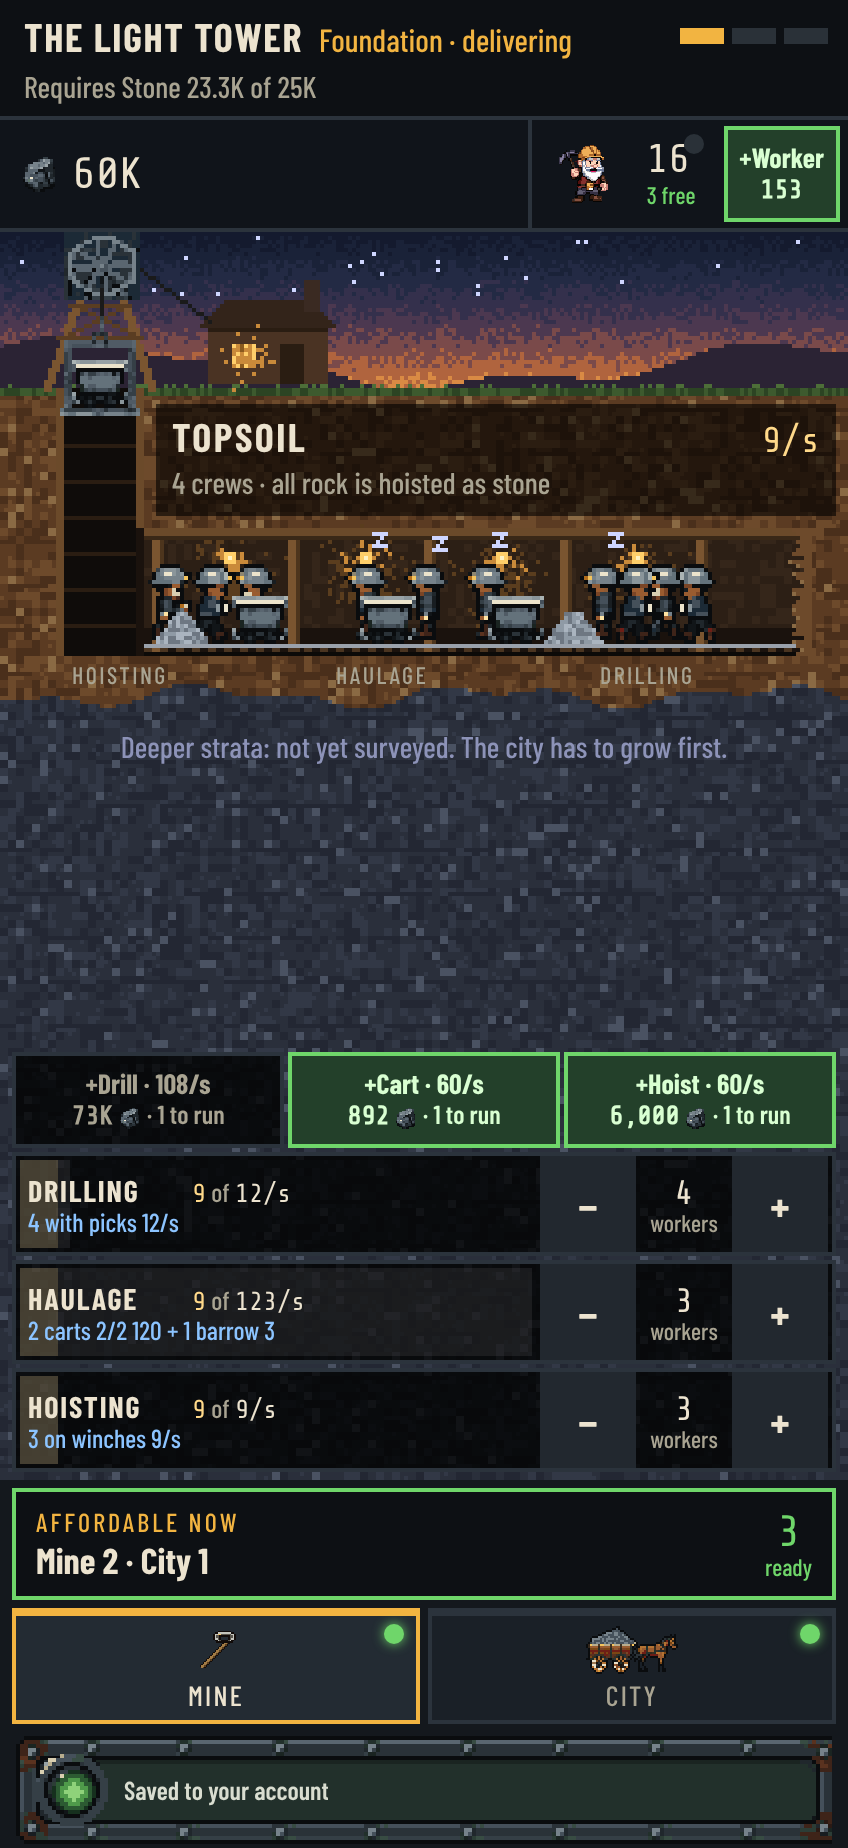 THE LIGHT TOWER Foundation · delivering
Requires Stone 23.3K of 25K
60K
16
3 free
+Worker
153
TOPSOIL 9/s
4 crews · all rock is hoisted as stone
Z Z Z Z
HOISTING HAULAGE DRILLING
Deeper strata: not yet surveyed. The city has to grow first.
+Drill · 108/s
73K · 1 to run
+Cart · 60/s
892 · 1 to run
+Hoist · 60/s
6,000 · 1 to run
DRILLING 9 of 12/s
4 with picks 12/s
− 4 +
workers
HAULAGE 9 of 123/s
2 carts 2/2 120 + 1 barrow 3
− 3 +
workers
HOISTING 9 of 9/s
3 on winches 9/s
− 3 +
workers
AFFORDABLE NOW
Mine 2 · City 1
3
ready
MINE
CITY
Saved to your account